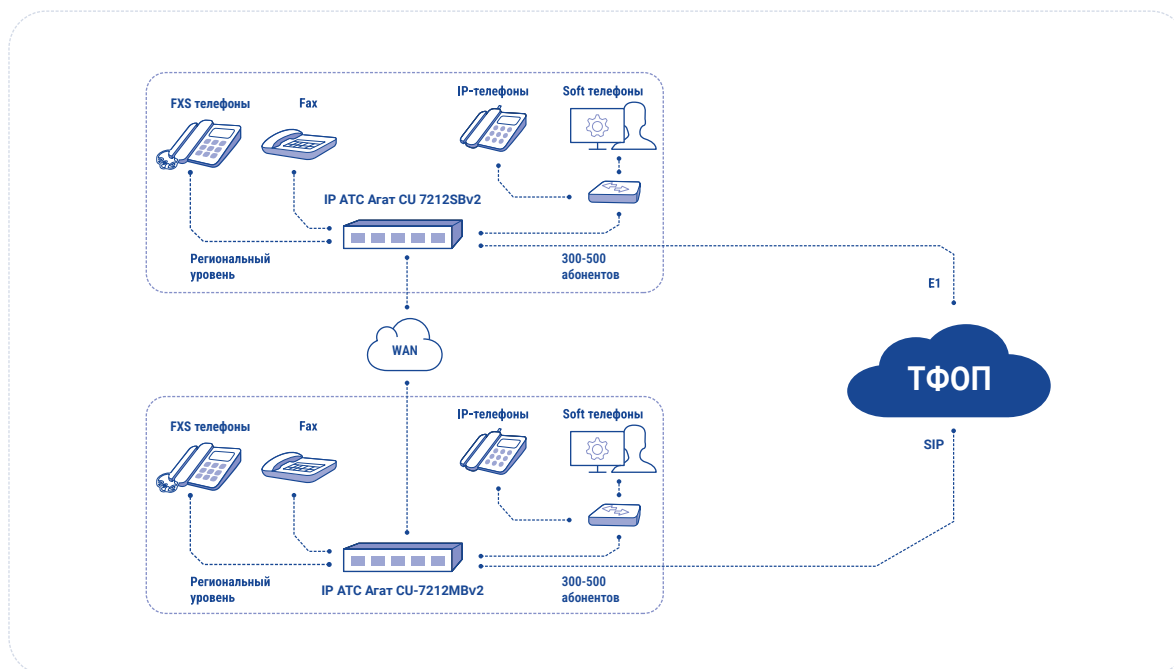 FXS телефоны
Fax
IP-телефоны
Soft телефоны
IP АТС Агат CU 7212SBv2
Региональный
уровень
300-500
абонентов
E1
WAN
ТФОП
FXS телефоны
Fax
IP-телефоны
Soft телефоны
SIP
Региональный
уровень
IP АТС Агат CU-7212MBv2
300-500
абонентов